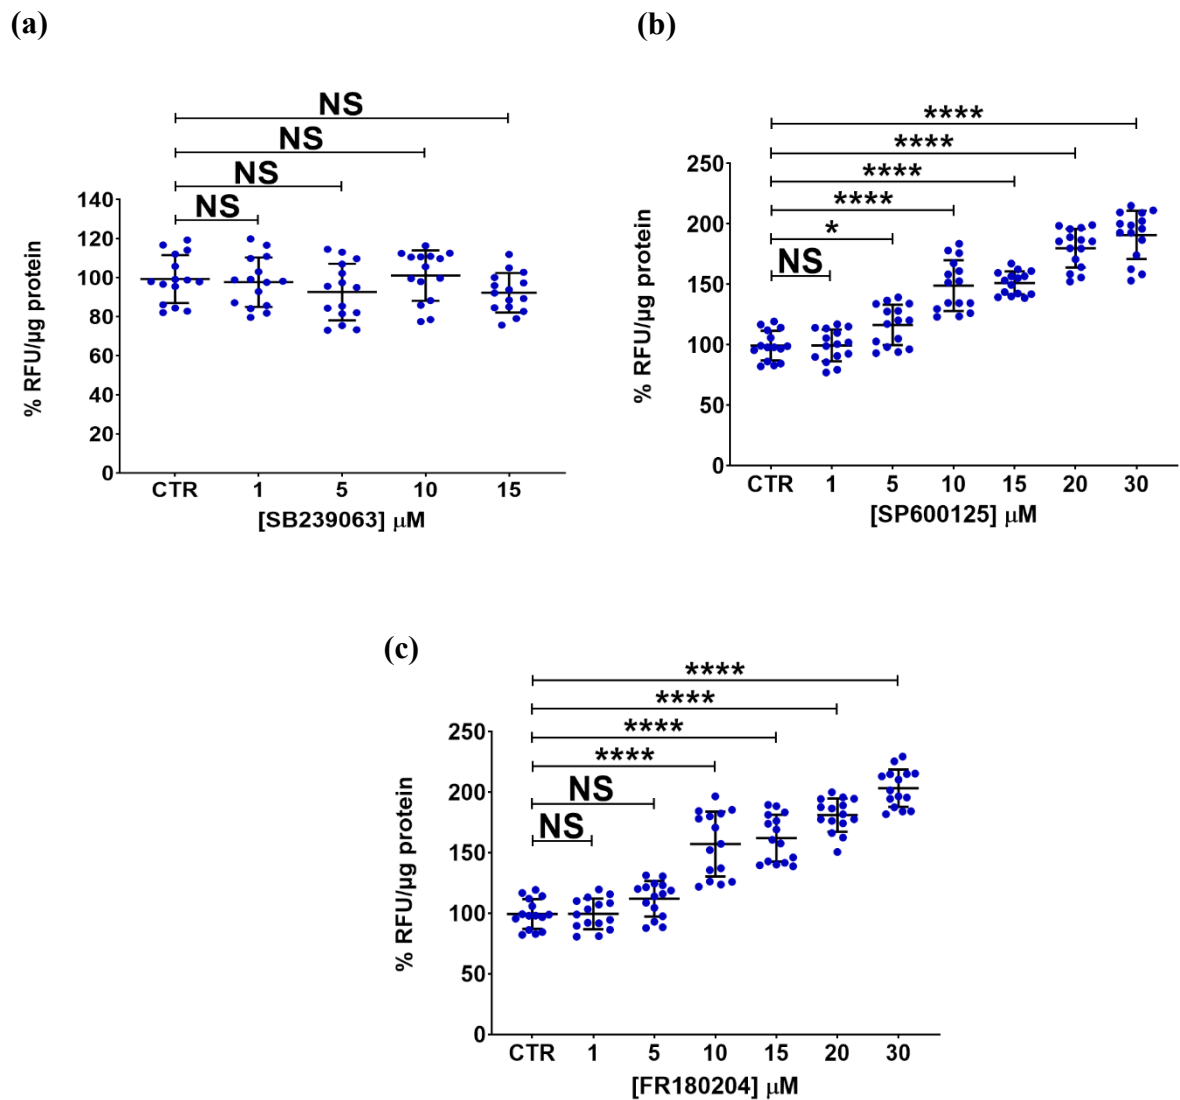 (a)
NS
NS
NS
NS
140
120
100
80
60
40
20
0
% RFU/µg protein
CTR 1 5 10 15
[SB239063] µM
(b)
****
****
****
****
*
NS
250
200
150
100
50
0
% RFU/µg protein
CTR 1 5 10 15 20 30
[SP600125] µM
(c)
****
****
****
****
NS
NS
250
200
150
100
50
0
% RFU/µg protein
CTR 1 5 10 15 20 30
[FR180204] µM